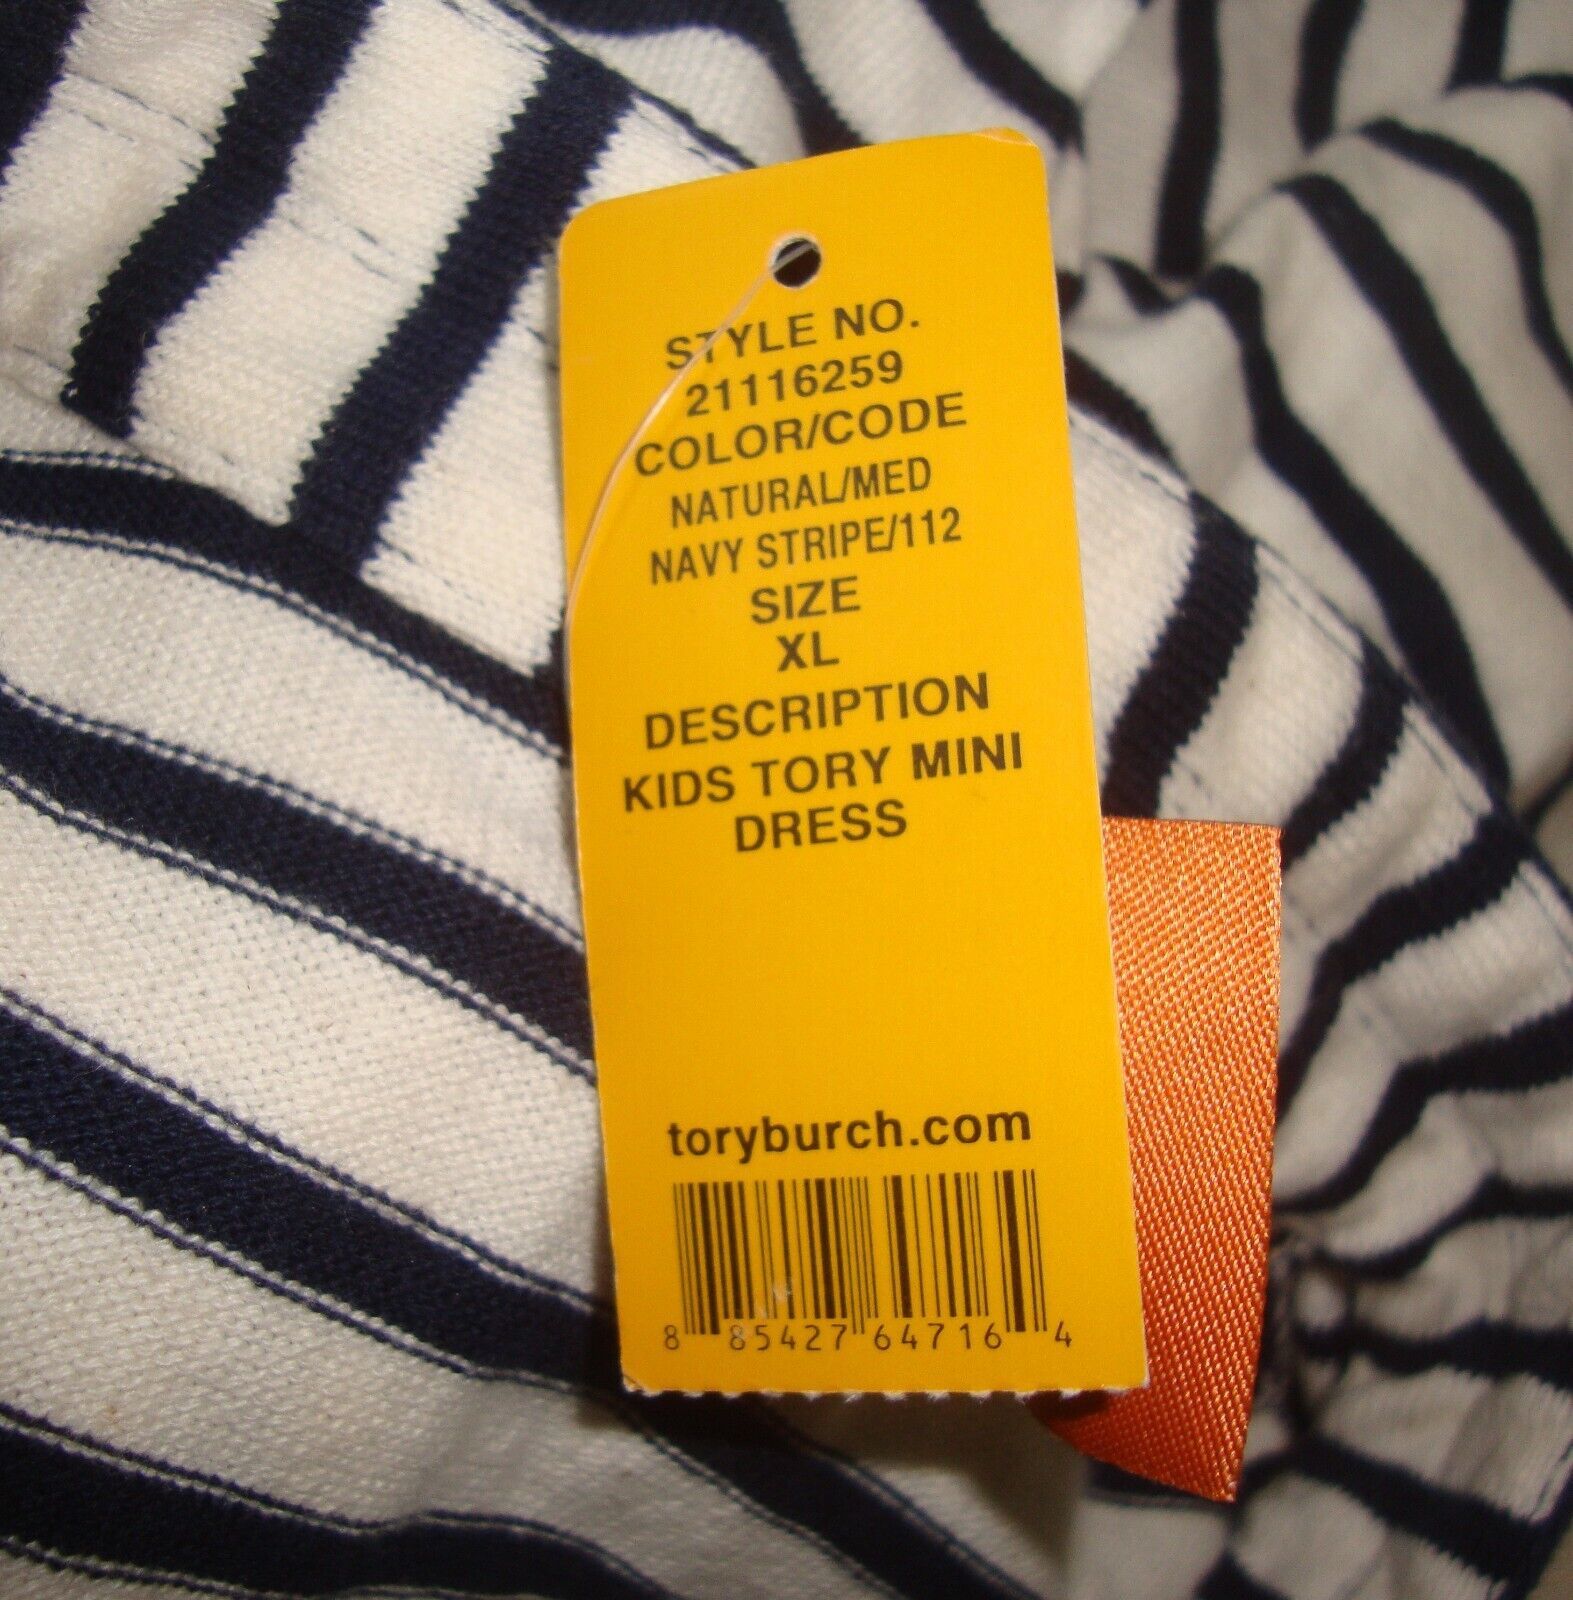 STYLE NO.
21116259
COLOR/CODE
NATURAL/MED
NAVY STRIPE/112
SIZE
XL
DESCRIPTION
KIDS TORY MINI
DRESS
toryburch.com
8 85427 64716 4